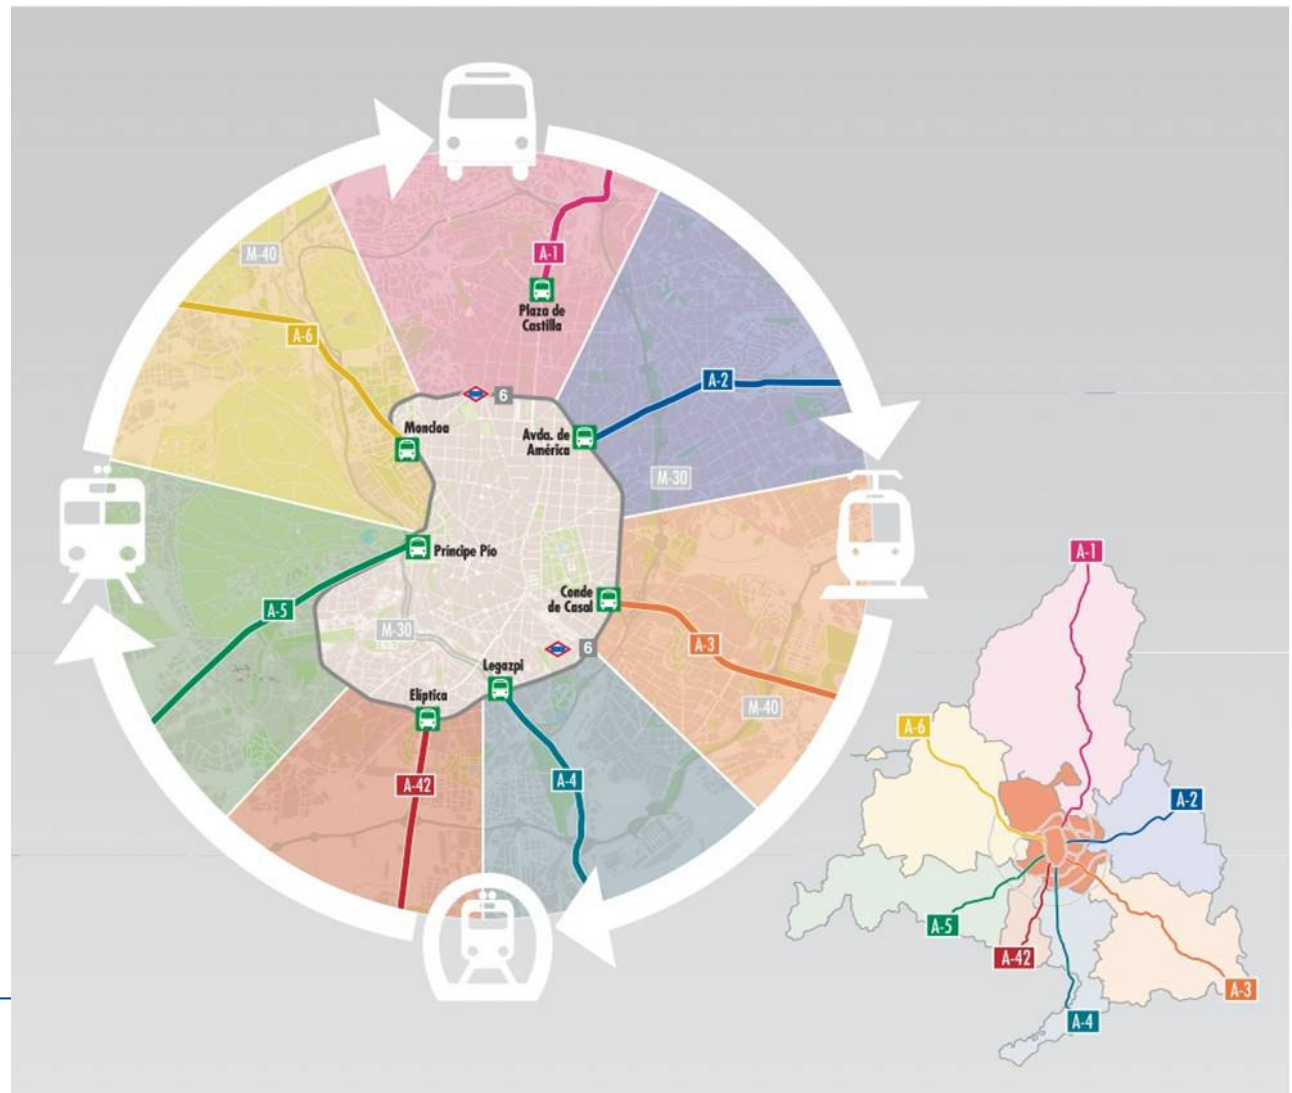 M-40
A-1
Plaza de
Castilla
A-6
A-2
6
Moncloa
Avda. de
América
M-30
Príncipe Pío
Conde
de Casal
A-5
M-30
A-3
6
Legazpi
Elíptica
M-40
A-42
A-4
A-1
A-6
A-2
A-5
A-42
A-3
A-4